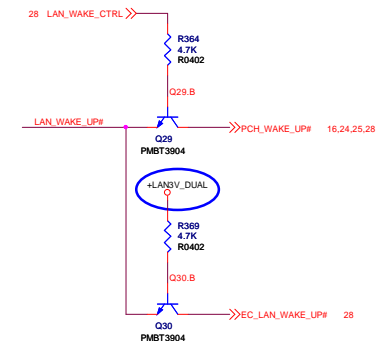 28 LAN_WAKE_CTRL
R364
4.7K
R0402
Q29.B
LAN_WAKE_UP#
PCH_WAKE_UP# 16,24,25,28
Q29
PMBT3904
+LAN3V_DUAL
R369
4.7K
R0402
Q30.B
EC_LAN_WAKE_UP# 28
Q30
PMBT3904